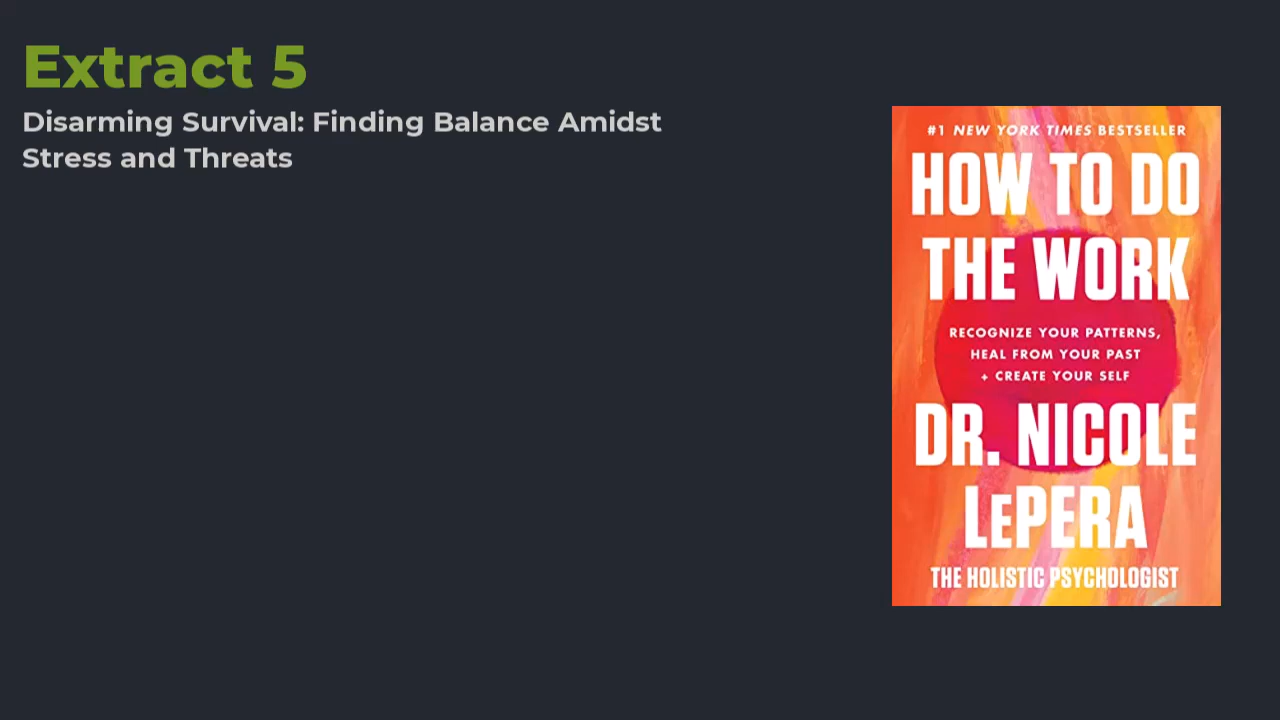 Extract 5
Disarming Survival: Finding Balance Amidst
Stress and Threats
#1 NEW YORK TIMES BESTSELLER
HOW TO DO
THE WORK
RECOGNIZE YOUR PATTERNS,
HEAL FROM YOUR PAST
+ CREATE YOUR SELF
DR. NICOLE
LePERA
THE HOLISTIC PSYCHOLOGIST